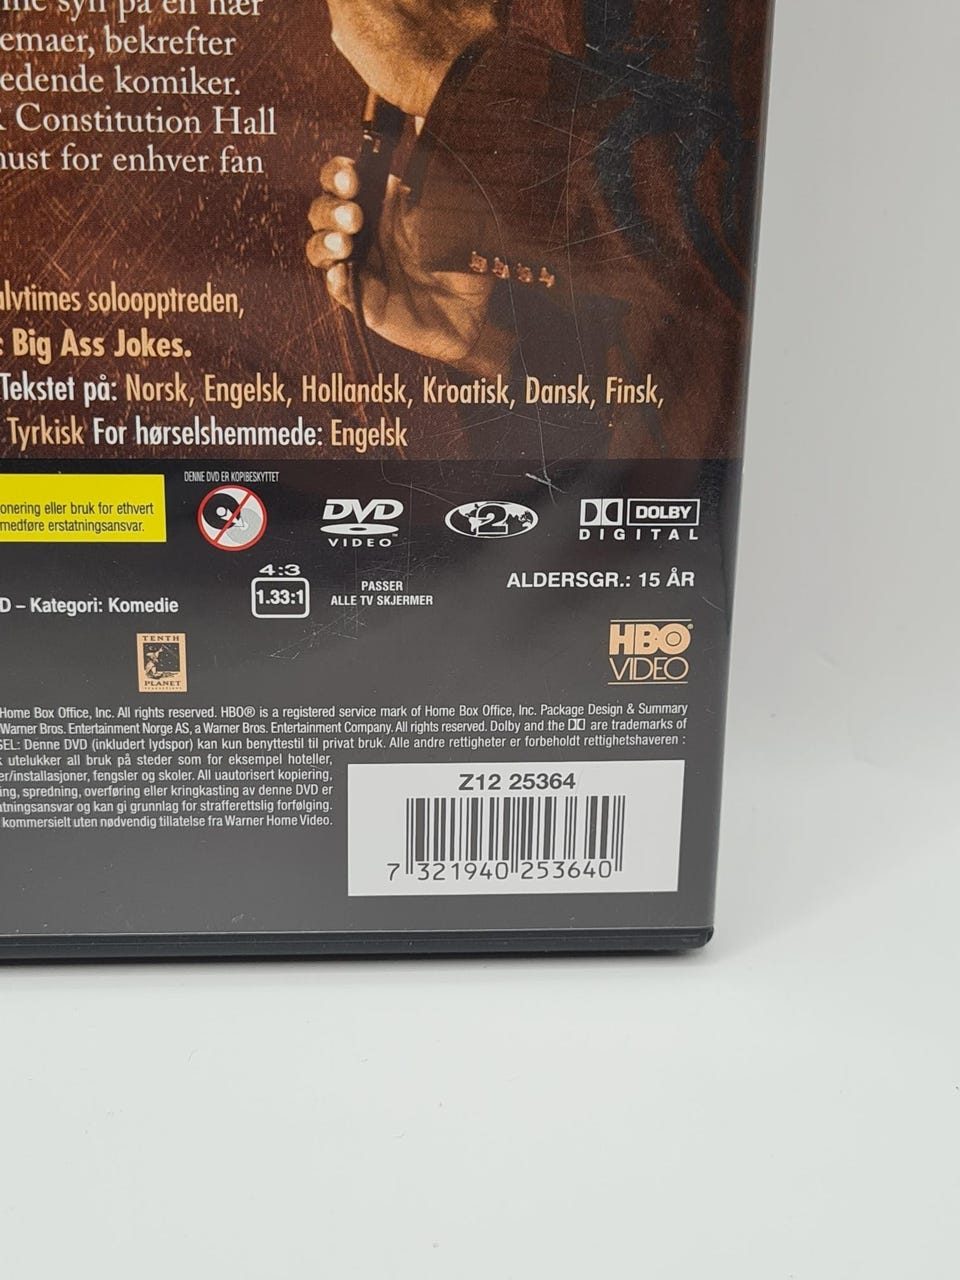 syn på en nær
emaer, bekrefter
edende komiker.
Constitution Hall
ust for enhver fan
alvtimes soloopptreden,
: Big Ass Jokes.
Tekstet på: Norsk, Engelsk, Hollandsk, Kroatisk, Dansk, Finsk,
Tyrkisk For hørselshemmede: Engelsk
DENNE DVD ER KOPIBESKYTTET
onering eller bruk for ethvert
medføre erstatningsansvar.
DVD
VIDEO™
2
DOLBY
DIGITAL
4:3
1.33:1
PASSER
ALLE TV SKJERMER
ALDERSGR.: 15 ÅR
D – Kategori: Komedie
TENTH
PLANET
PRODUCTIONS
HBO®
VIDEO
Home Box Office, Inc. All rights reserved. HBO® is a registered service mark of Home Box Office, Inc. Package Design & Summary
Warner Bros. Entertainment Norge AS, a Warner Bros. Entertainment Company. All rights reserved. Dolby and the DD are trademarks of
SEL: Denne DVD (inkludert lydspor) kan kun benyttestil til privat bruk. Alle andre rettigheter er forbeholdt rettighetshaveren :
utelukker all bruk på steder som for eksempel hoteller,
er/installasjoner, fengsler og skoler. All uautorisert kopiering,
ing, spredning, overføring eller kringkasting av denne DVD er
atningsansvar og kan gi grunnlag for strafferettslig forfølging.
kommersielt uten nødvendig tillatelse fra Warner Home Video.
Z12 25364
7 321940 253640